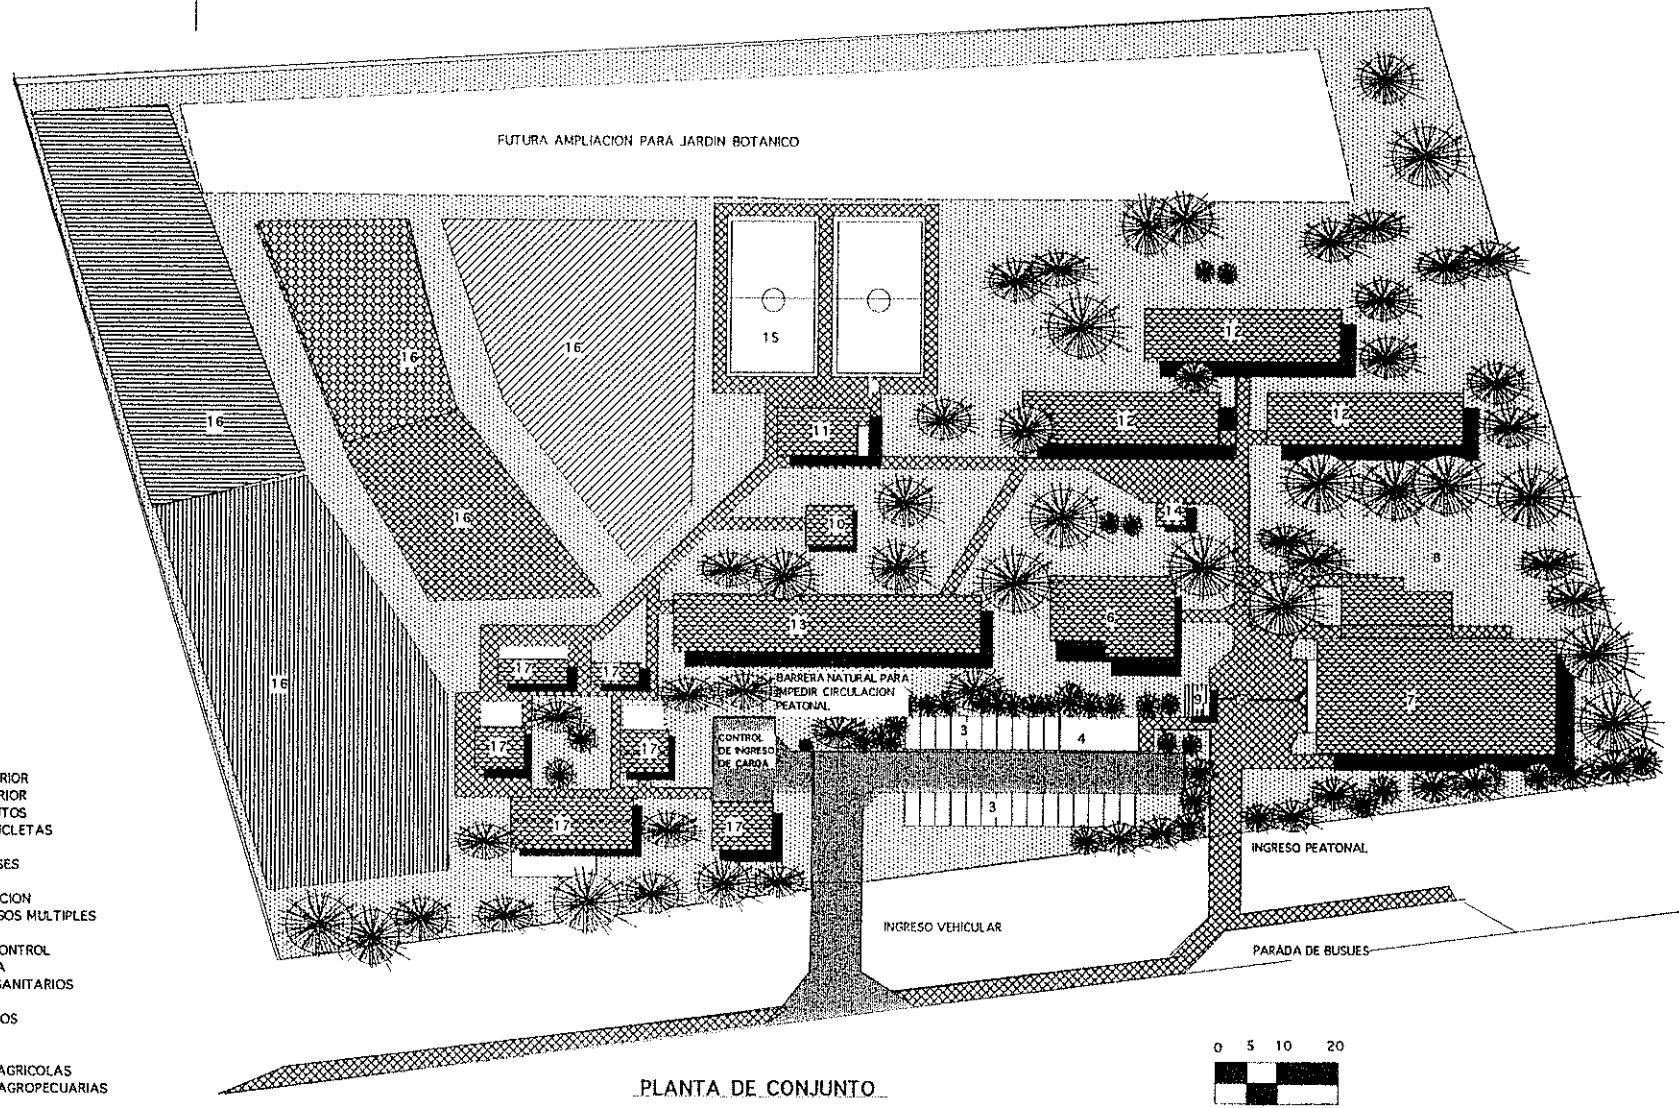 FUTURA AMPLIACION PARA JARDIN BOTANICO
12
15
16
16
16
11
12
12
16
10
14
8
13
6
16
17
17
BARRERA NATURAL PARA
IMPEDIR CIRCULACION
PEATONAL
9
7
3
4
17
17
CONTROL
DE INGRESO
DE CARGA
3
17
17
INGRESO PEATONAL
INGRESO VEHICULAR
PARADA DE BUSUES
RIOR
RIOR
TOS
CLETAS
SES
CION
SOS MULTIPLES
ONTROL
A
SANITARIOS
OS
AGRICOLAS
AGROPECUARIAS
PLANTA DE CONJUNTO
0 5 10 20